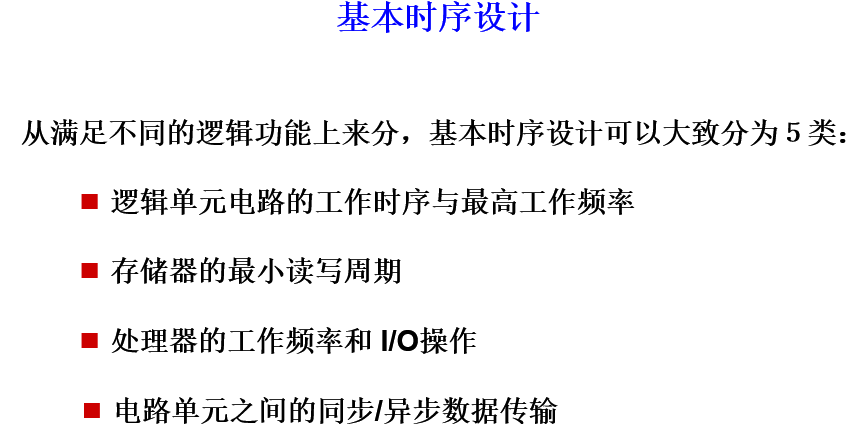 基本时序设计
从满足不同的逻辑功能上来分，基本时序设计可以大致分为 5 类：
逻辑单元电路的工作时序与最高工作频率
存储器的最小读写周期
处理器的工作频率和 I/O操作
电路单元之间的同步/异步数据传输